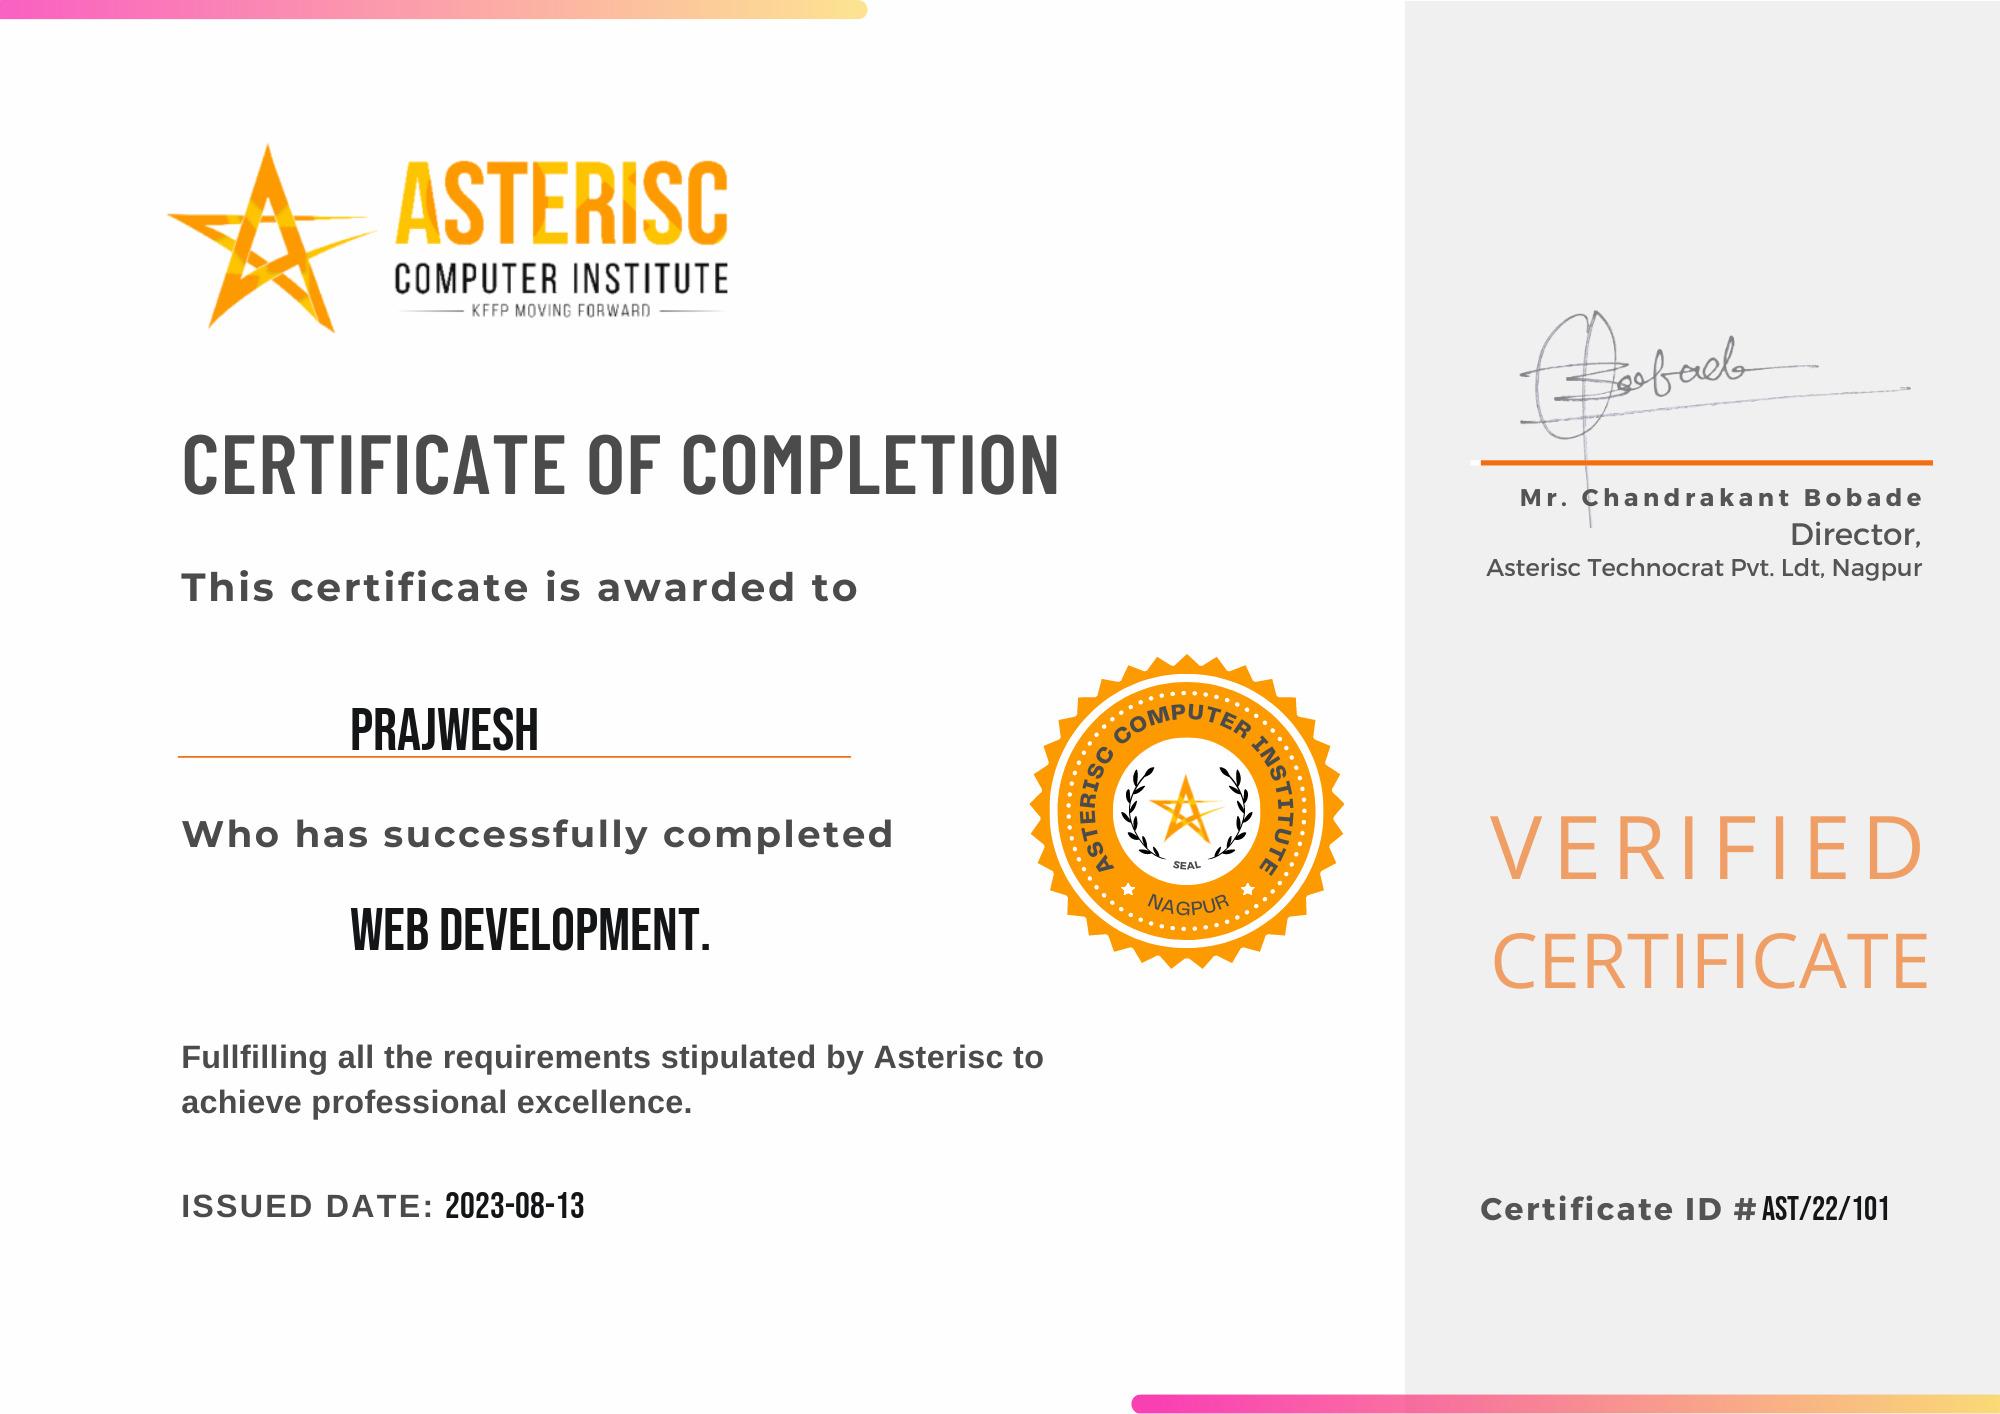 ASTERISC
COMPUTER INSTITUTE
KEEP MOVING FORWARD
CERTIFICATE OF COMPLETION
This certificate is awarded to
PRAJWESH
Who has successfully completed
WEB DEVELOPMENT.
Fullfilling all the requirements stipulated by Asterisc to
achieve professional excellence.
ISSUED DATE: 2023-08-13
ASTERISC COMPUTER INSTITUTE
SEAL
NAGPUR
Bobade
Mr. Chandrakant Bobade
Director,
Asterisc Technocrat Pvt. Ldt, Nagpur
VERIFIED
CERTIFICATE
Certificate ID # AST/22/101